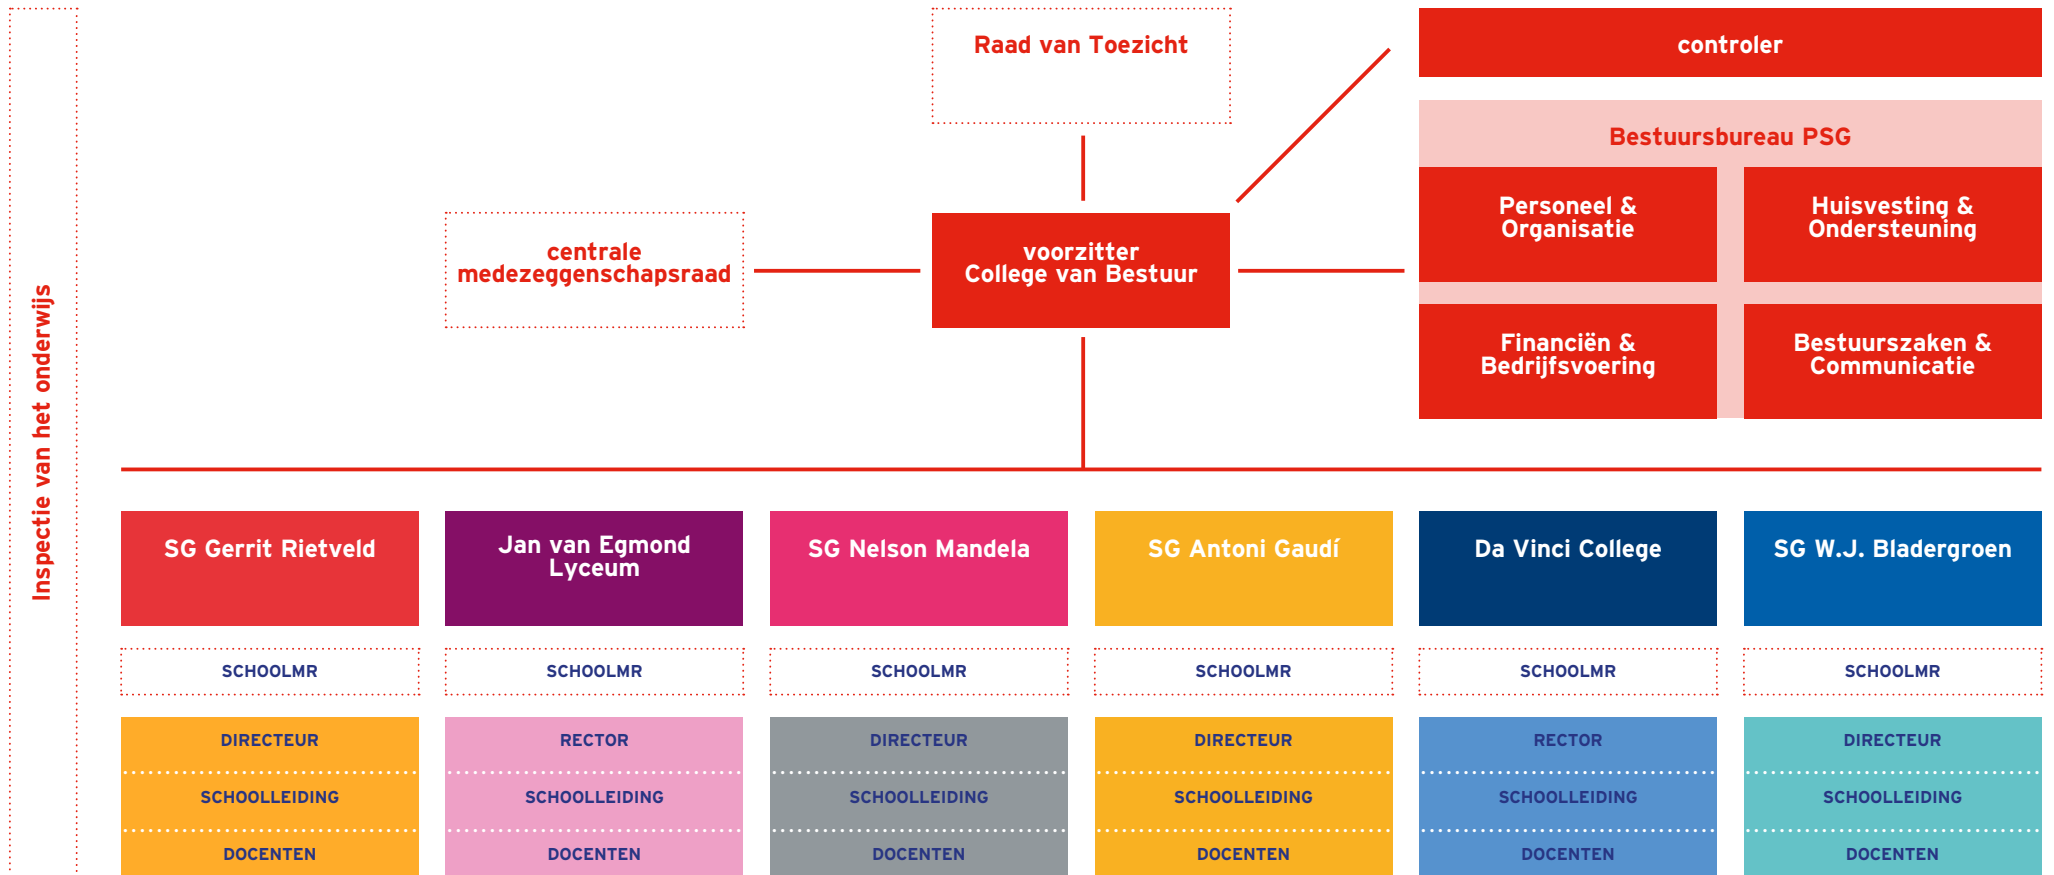 Inspectie van het onderwijs
Raad van Toezicht
controler
Bestuursbureau PSG
Personeel &
Organisatie
Huisvesting &
Ondersteuning
centrale
medezeggenschapsraad
voorzitter
College van Bestuur
Financiën &
Bedrijfsvoering
Bestuurszaken &
Communicatie
SG Gerrit Rietveld
Jan van Egmond
Lyceum
SG Nelson Mandela
SG Antoni Gaudí
Da Vinci College
SG W.J. Bladergroen
SCHOOLMR
SCHOOLMR
SCHOOLMR
SCHOOLMR
SCHOOLMR
SCHOOLMR
DIRECTEUR
RECTOR
DIRECTEUR
DIRECTEUR
RECTOR
DIRECTEUR
SCHOOLLEIDING
SCHOOLLEIDING
SCHOOLLEIDING
SCHOOLLEIDING
SCHOOLLEIDING
SCHOOLLEIDING
DOCENTEN
DOCENTEN
DOCENTEN
DOCENTEN
DOCENTEN
DOCENTEN